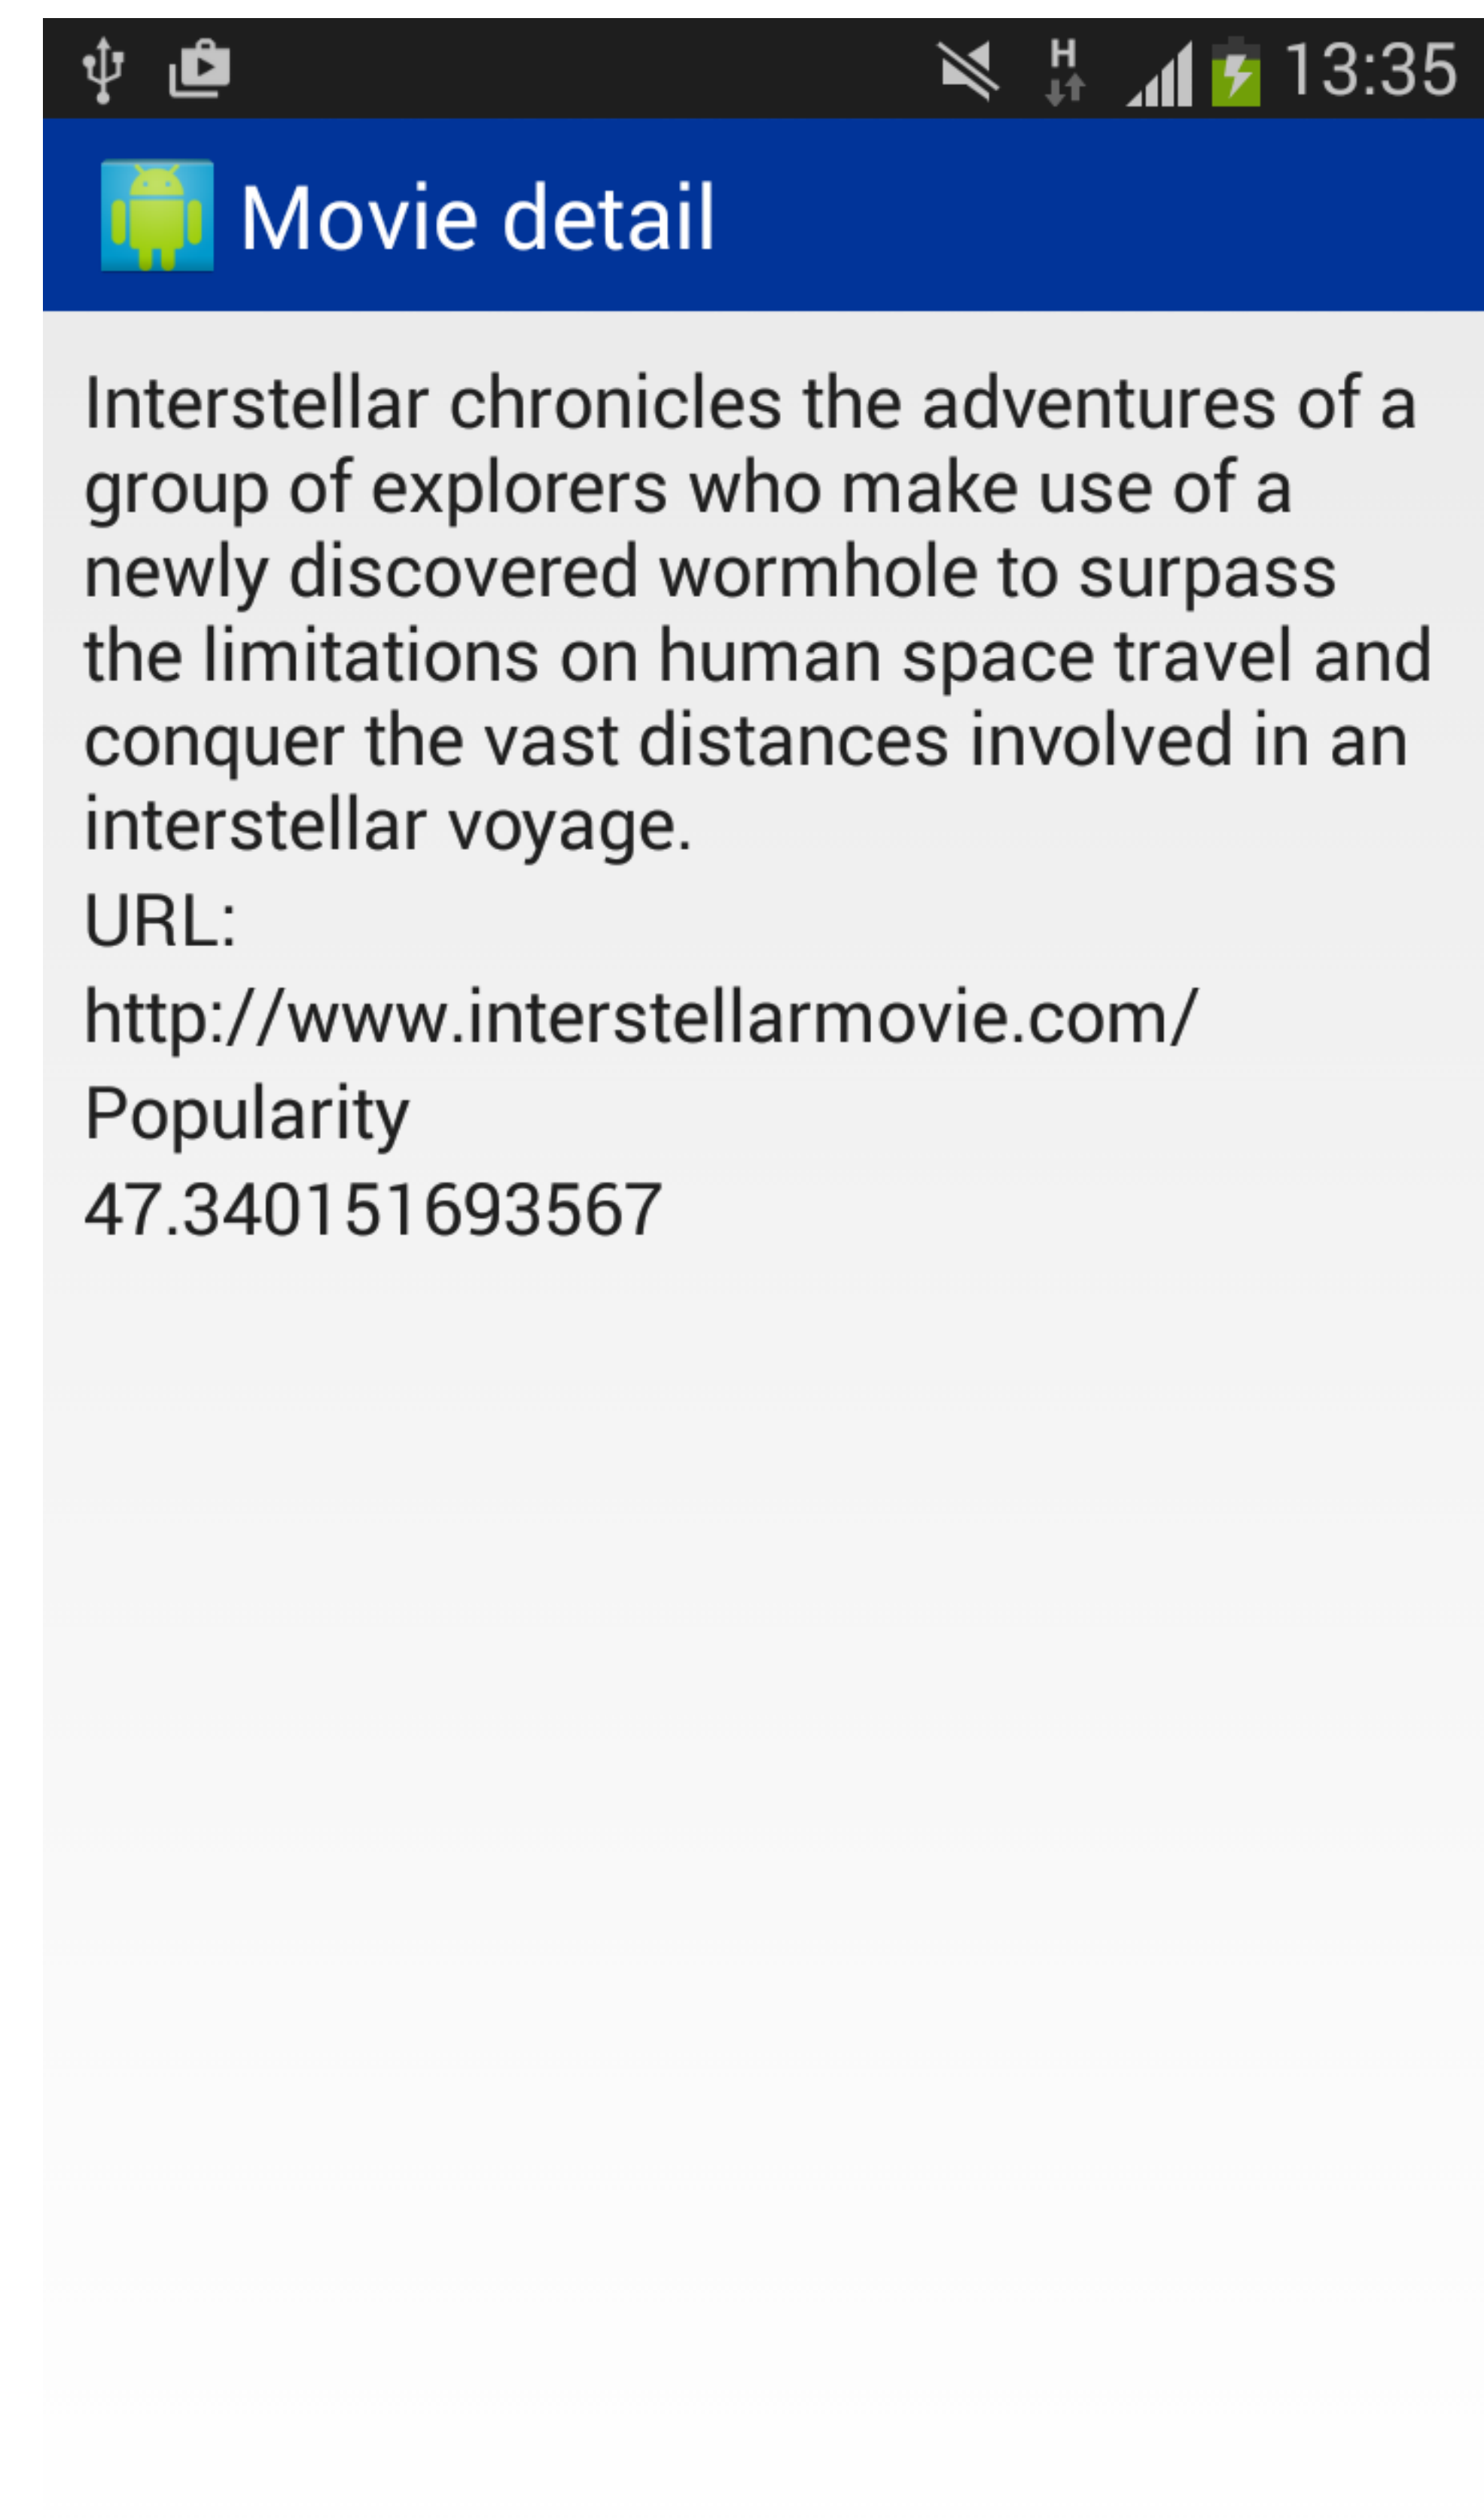 H
13:35
Movie detail
Interstellar chronicles the adventures of a
group of explorers who make use of a
newly discovered wormhole to surpass
the limitations on human space travel and
conquer the vast distances involved in an
interstellar voyage.
URL:
http://www.interstellarmovie.com/
Popularity
47.340151693567